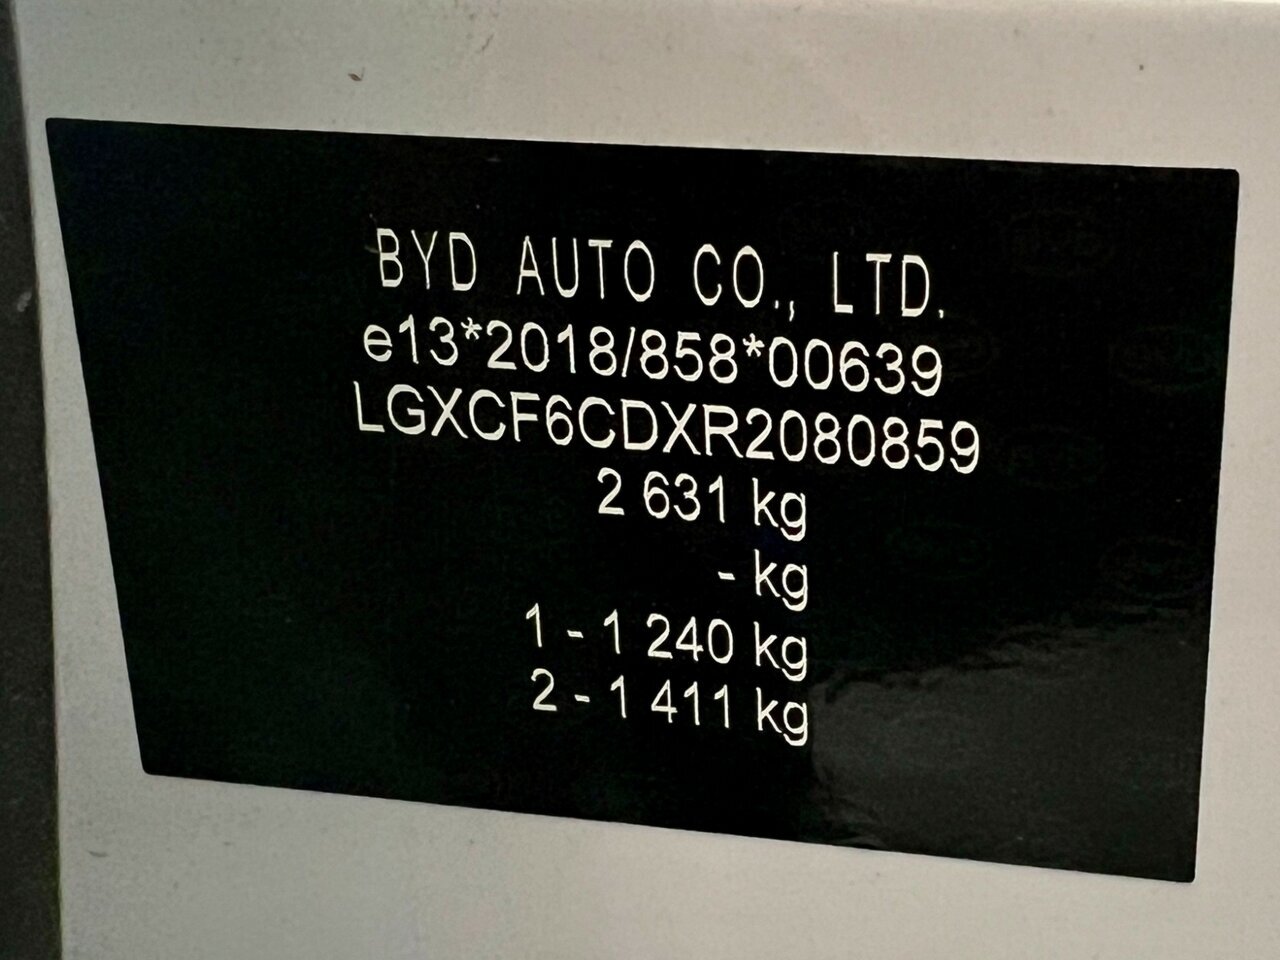 BYD AUTO CO., LTD.
e13*2018/858*00639
LGXCF6CDXR2080859
2 631 kg
- kg
1 - 1 240 kg
2 - 1 411 kg